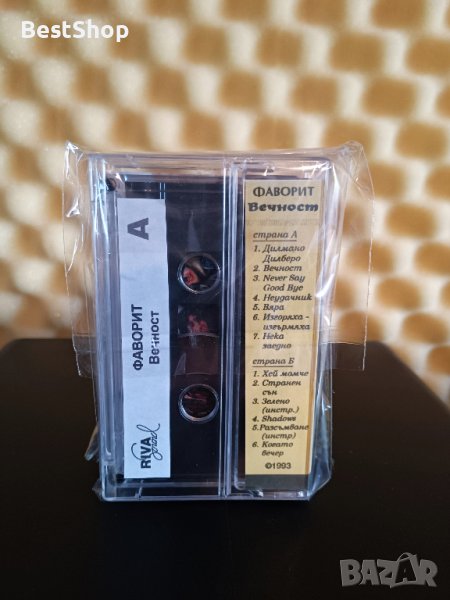 BestShop
A
ФАВОРИТ
Вечност
RIVA
Sound
ФАВОРИТ
Вечност
страна А
1. Дилмано
Дилберо
2. Вечност
3. Never Say
Good Bye
4. Неудачник
5. Вяра
6. Изгоряха -
изгърмяха
7. Нека
заедно
страна Б
1. Хей момче
2. Странен
сън
3. Зелено
(инстр.)
4. Shadows
5. Разсъмване
(инстр)
6. Когато
вечер
©1993
BAZAR